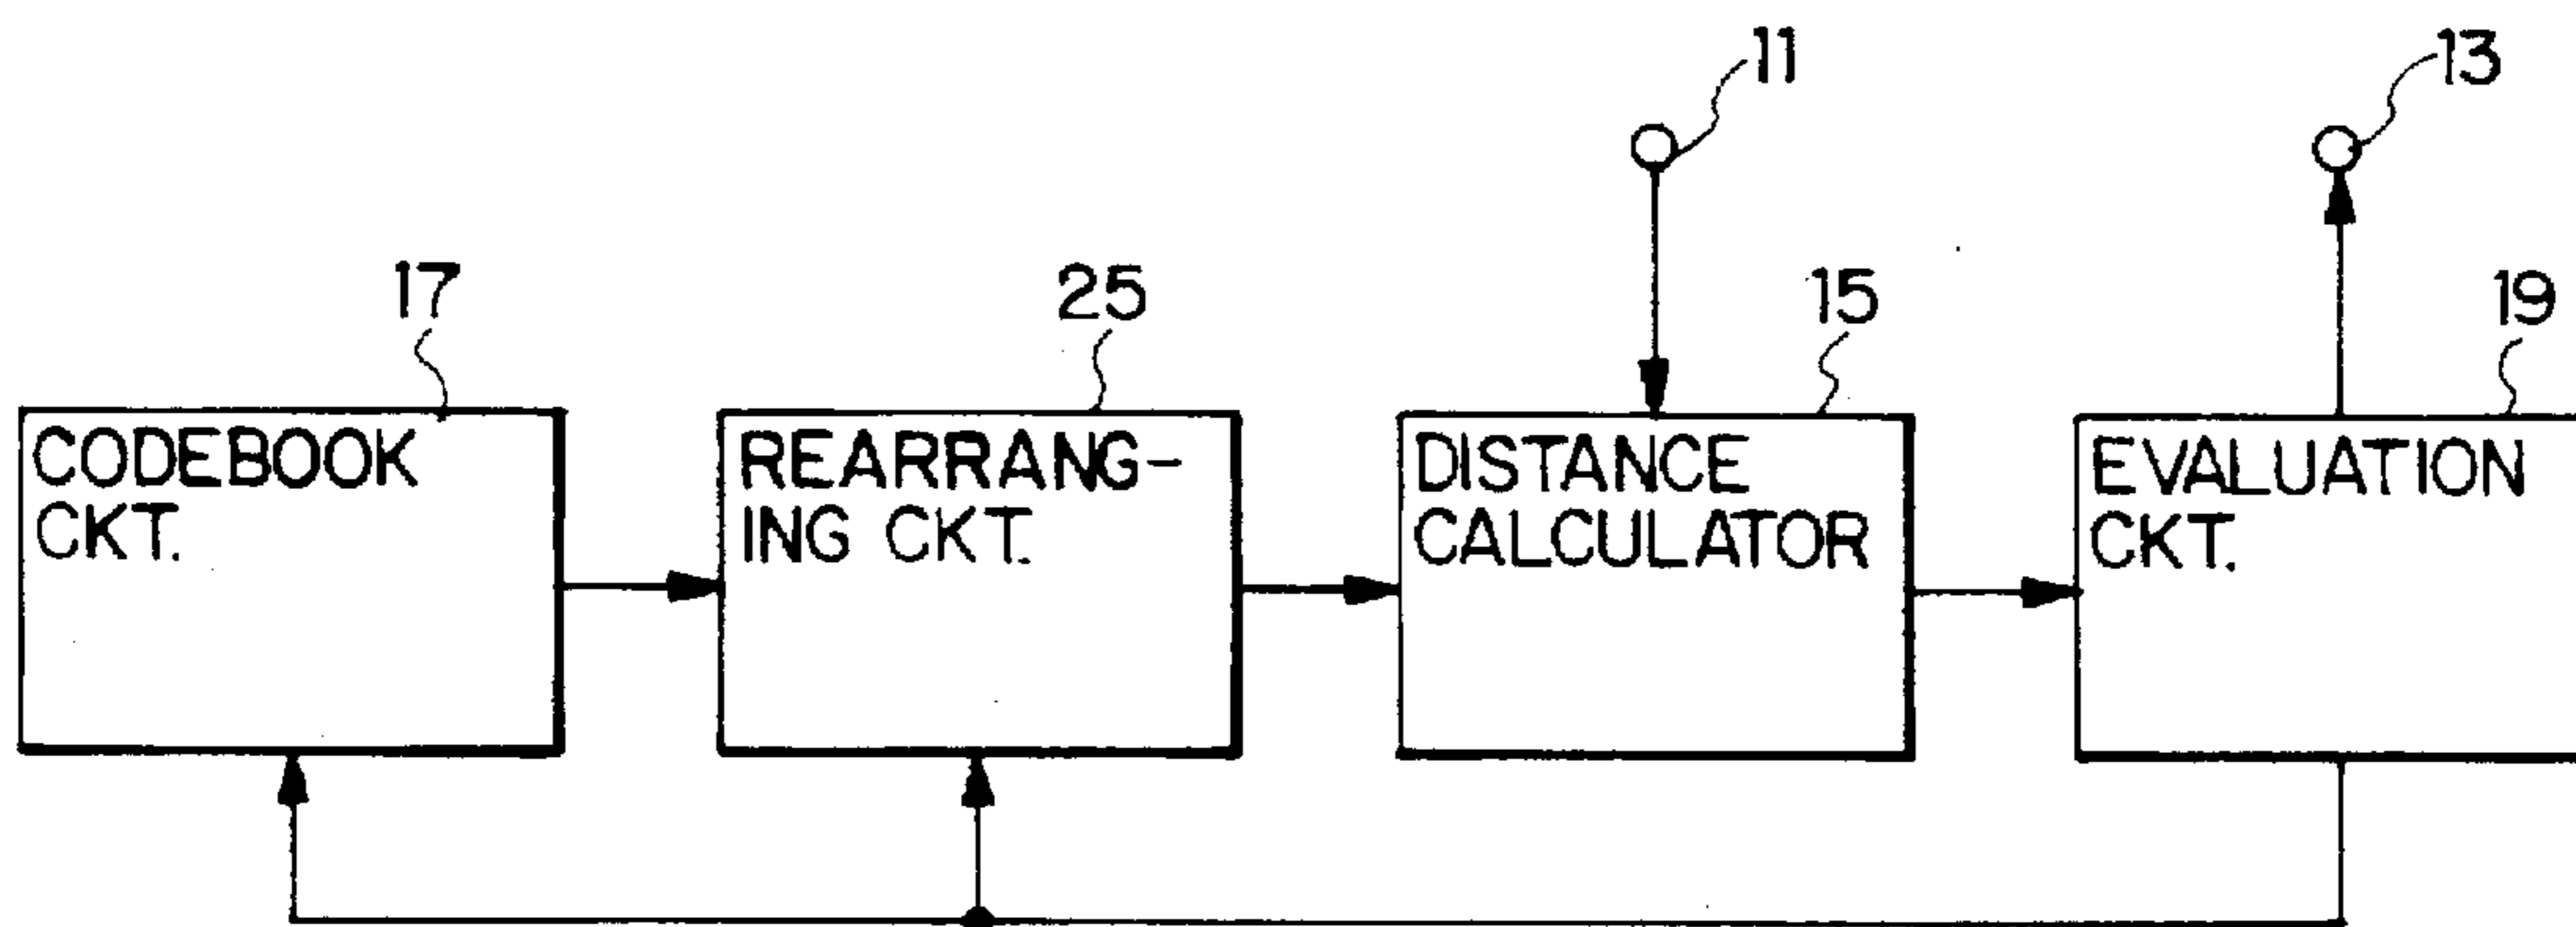 11
13
17
25
15
19
CODEBOOK
CKT.
REARRANG-
ING CKT.
DISTANCE
CALCULATOR
EVALUATION
CKT.